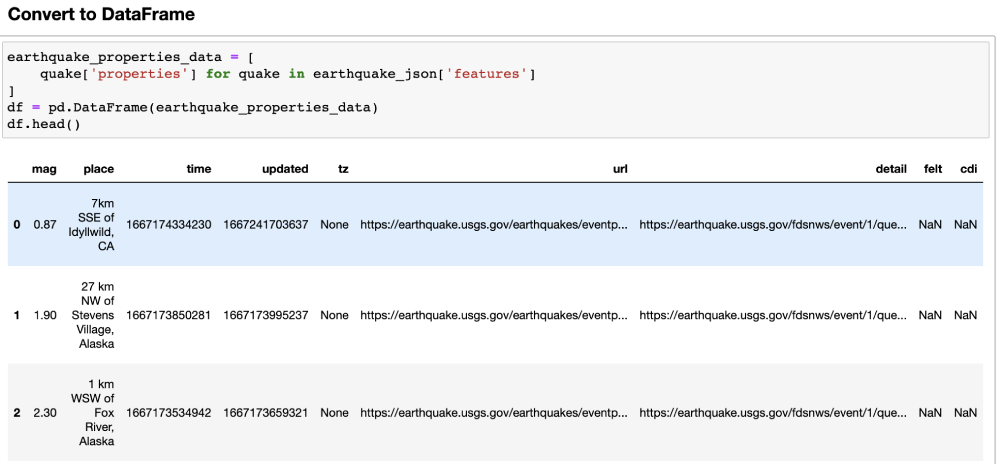 Convert to DataFrame
earthquake_properties_data = [
    quake['properties'] for quake in earthquake_json['features']
]
df = pd.DataFrame(earthquake_properties_data)
df.head()
mag place time updated tz url detail felt cdi
7km
SSE of
0 0.87 Idyllwild, 1667174334230 1667241703637 None https://earthquake.usgs.gov/earthquakes/eventp... https://earthquake.usgs.gov/fdsnws/event/1/que... NaN NaN
CA
27 km
NW of
1 1.90 Stevens 1667173850281 1667173995237 None https://earthquake.usgs.gov/earthquakes/eventp... https://earthquake.usgs.gov/fdsnws/event/1/que... NaN NaN
Village,
Alaska
1 km
WSW of
2 2.30 Fox 1667173534942 1667173659321 None https://earthquake.usgs.gov/earthquakes/eventp... https://earthquake.usgs.gov/fdsnws/event/1/que... NaN NaN
River,
Alaska